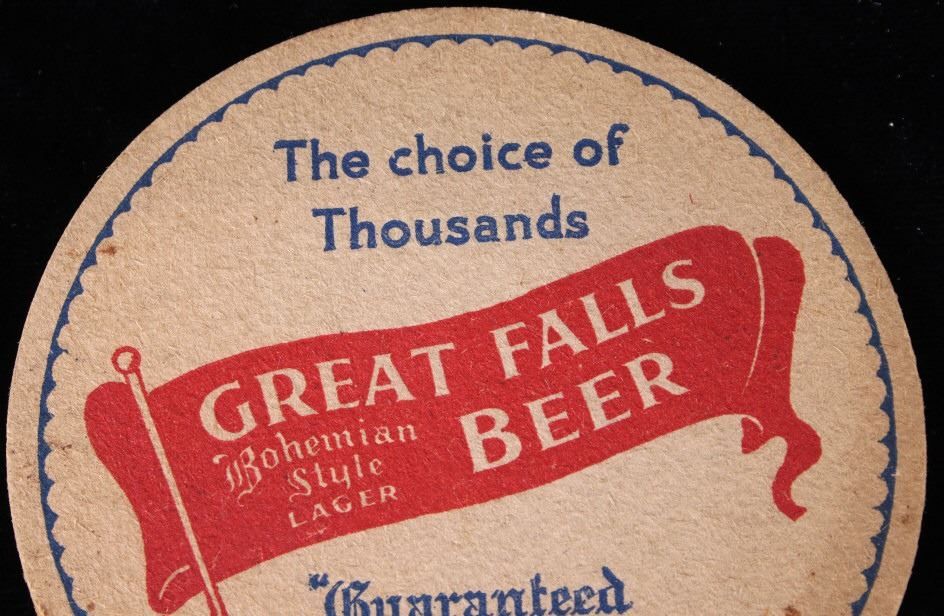 The choice of
Thousands
GREAT FALLS
BEER
Bohemian
Style
LAGER
"Guaranteed